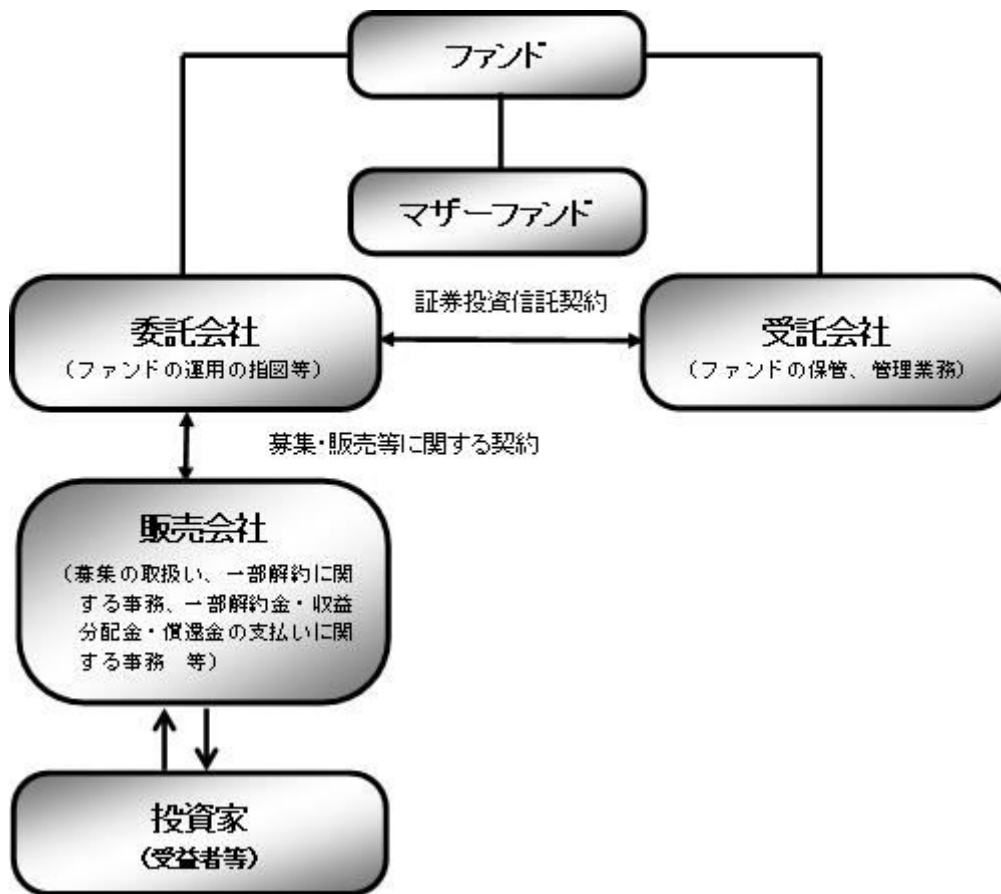 ファンド
マザーファンド
証券投資信託契約
委託会社
(ファンドの運用の指図等)
受託会社
(ファンドの保管、管理業務)
募集・販売等に関する契約
販売会社
(募集の取扱い、一部解約に関
する事務、一部解約金・収益
分配金・償還金の支払いに関
する事務 等)
投資家
(受益者等)